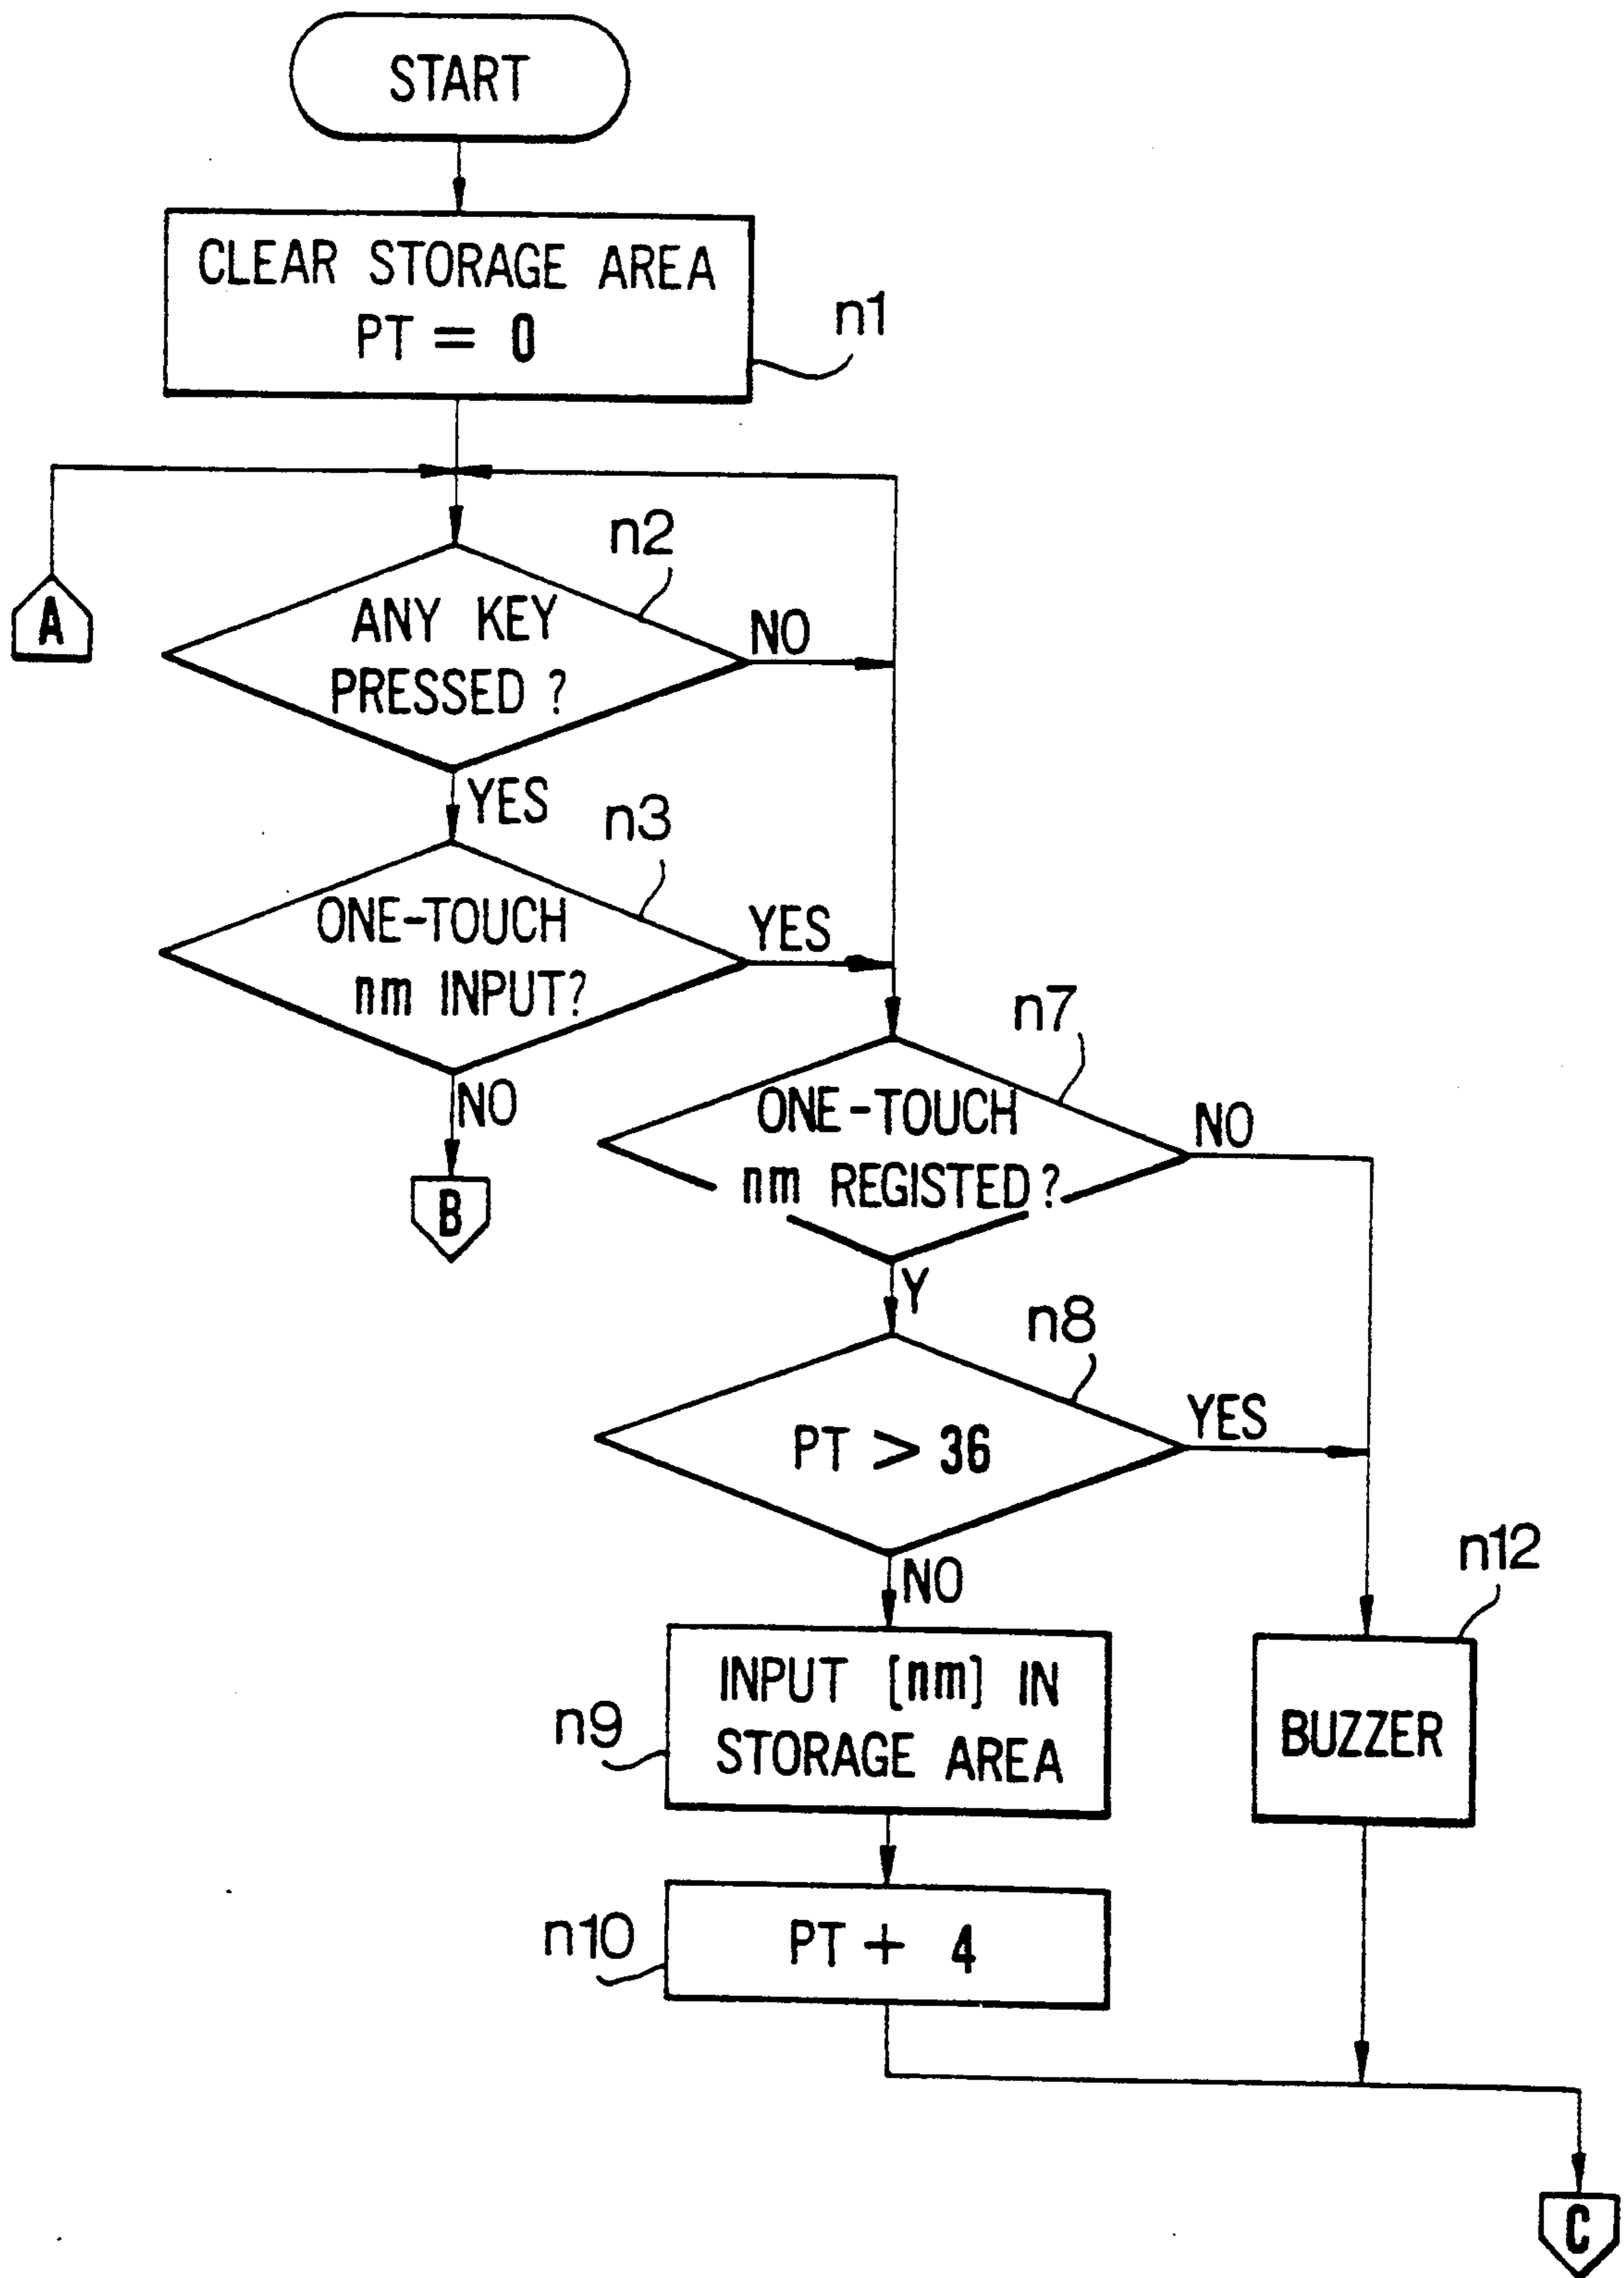 START
CLEAR STORAGE AREA
PT = 0
n1
A
n2
ANY KEY
PRESSED ?
NO
YES
n3
ONE-TOUCH
nm INPUT?
YES
NO
B
n7
ONE-TOUCH
nm REGISTED ?
NO
Y
n8
PT > 36
YES
NO
n9
INPUT [nm] IN
STORAGE AREA
n12
BUZZER
n10
PT + 4
C